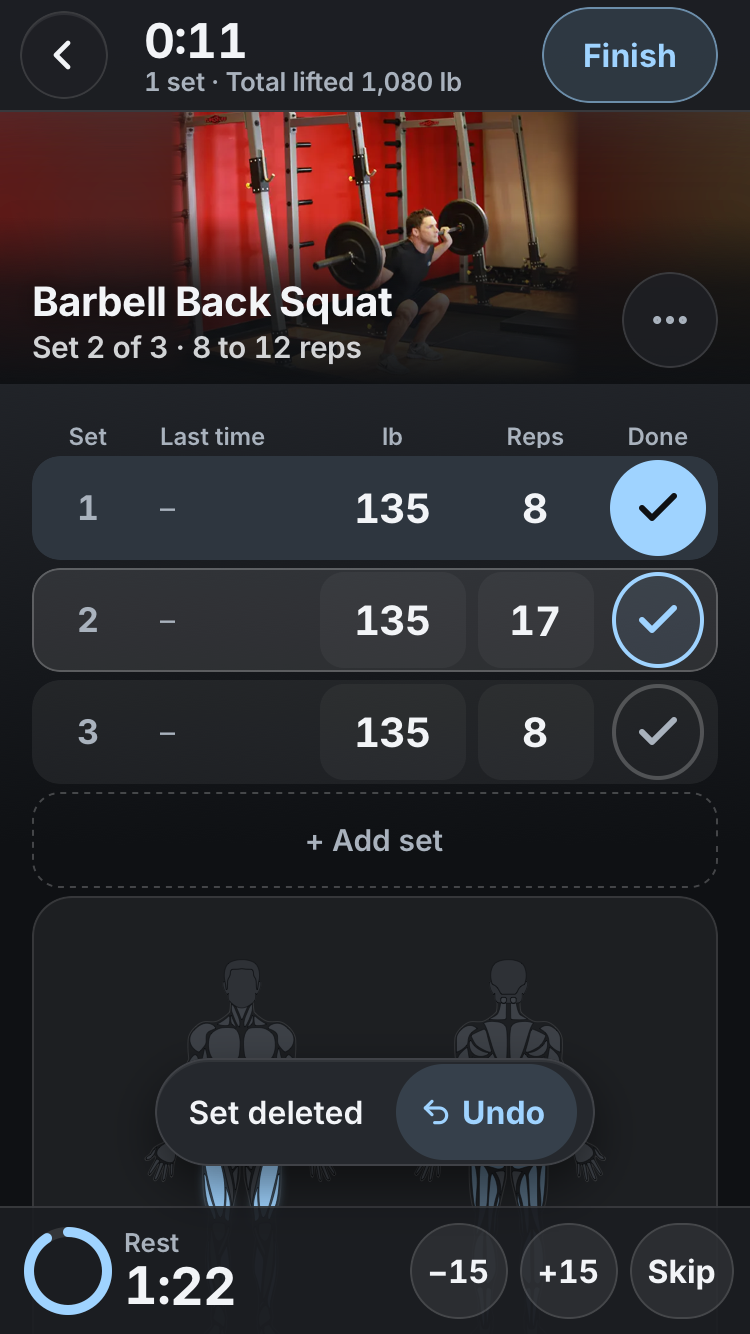 0:11
1 set · Total lifted 1,080 lb
Finish
Barbell Back Squat
Set 2 of 3 · 8 to 12 reps
Set Last time lb Reps Done
1 – 135 8
2 – 135 17
3 – 135 8
+ Add set
Set deleted Undo
Rest
1:22
−15 +15 Skip